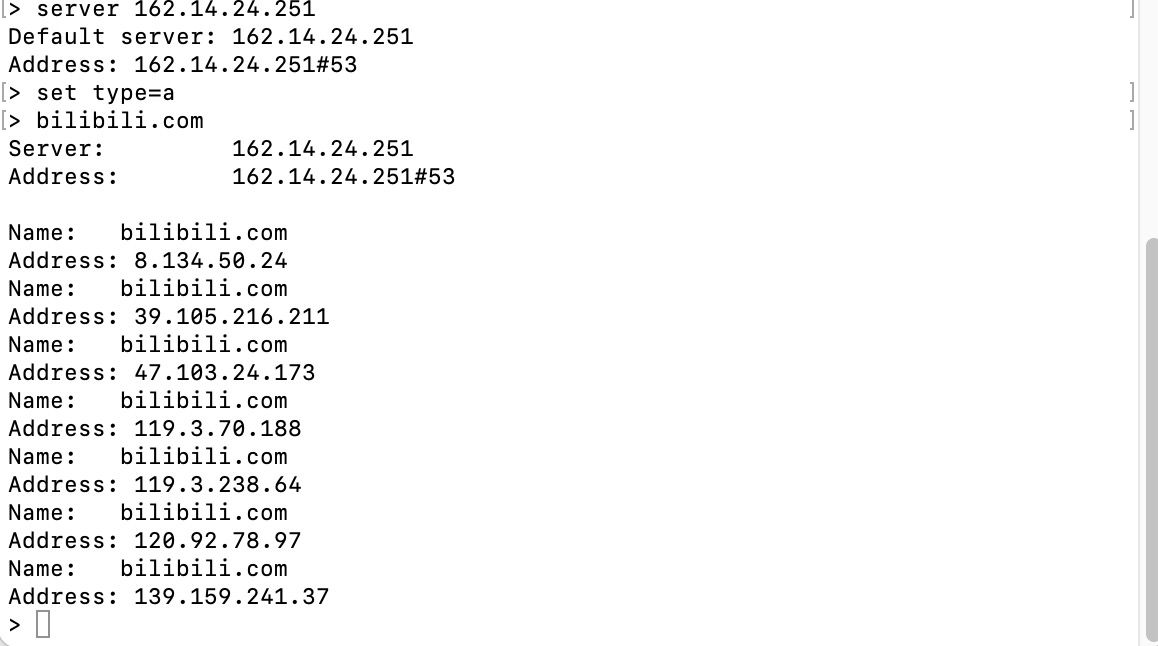 [> server 162.14.24.251 ]
Default server: 162.14.24.251
Address: 162.14.24.251#53
[> set type=a ]
[> bilibili.com ]
Server:         162.14.24.251
Address:        162.14.24.251#53

Name:   bilibili.com
Address: 8.134.50.24
Name:   bilibili.com
Address: 39.105.216.211
Name:   bilibili.com
Address: 47.103.24.173
Name:   bilibili.com
Address: 119.3.70.188
Name:   bilibili.com
Address: 119.3.238.64
Name:   bilibili.com
Address: 120.92.78.97
Name:   bilibili.com
Address: 139.159.241.37
>